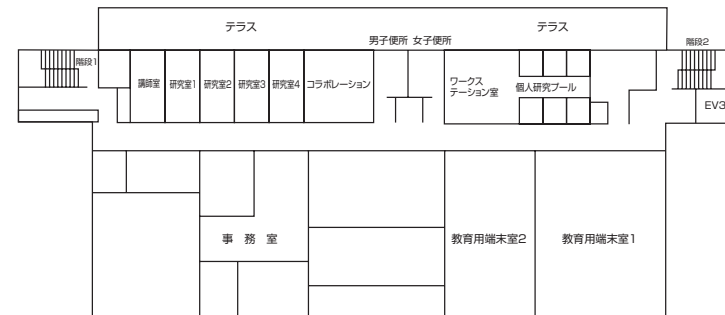 テラス
テラス
男子便所 女子便所
階段2
階段1
講師室
研究室1
研究室2
研究室3
研究室4
コラボレーション
ワークス
テーション室
個人研究ブール
EV3
事 務 室
教育用端末室2
教育用端末室1